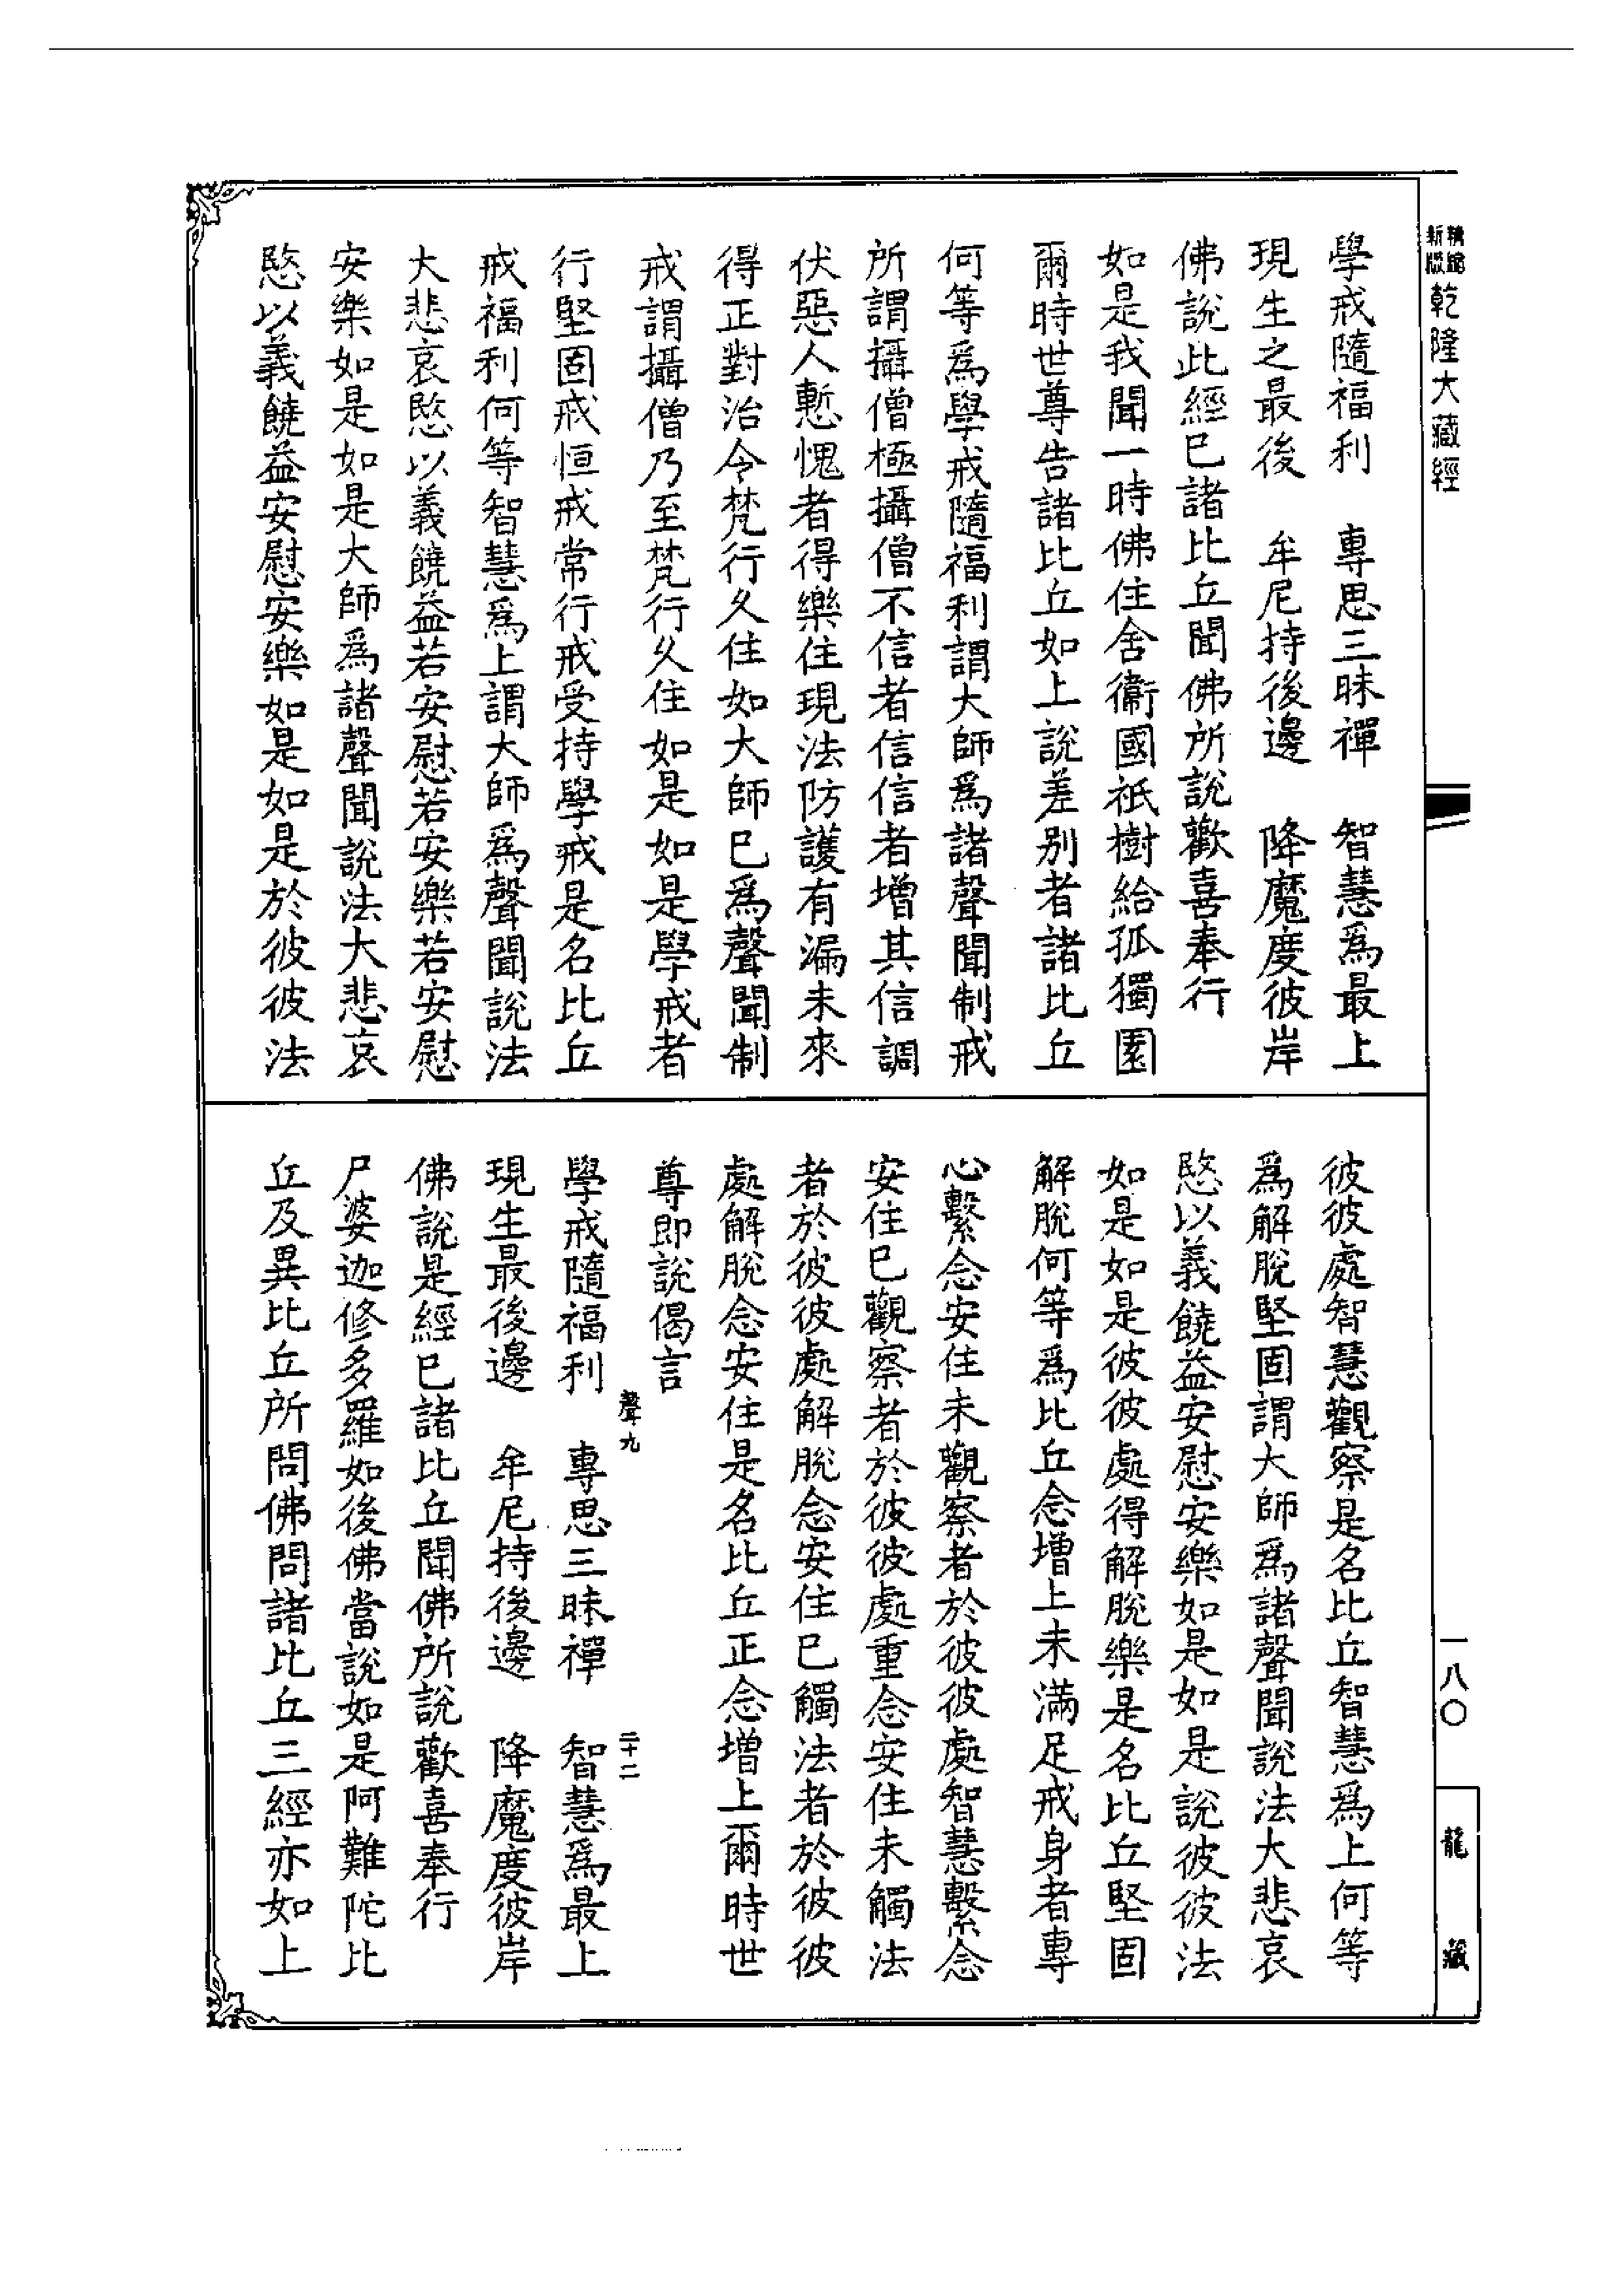 新版 精縮 乾隆大藏經
學戒隨福利　專思三昧禪　智慧為最上
現生之最後　牟尼持後邊　降魔度彼岸
佛說此經已諸比丘聞佛所說歡喜奉行
如是我聞一時佛住舍衞國祇樹給孤獨園
爾時世尊告諸比丘如上說差別者諸比丘
何等為學戒隨福利謂大師為諸聲聞制戒
所謂攝僧極攝僧不信者信信者增其信調
伏惡人慙愧者得樂住現法防護有漏未來
得正對治令梵行久住如大師已為聲聞制
戒謂攝僧乃至梵行久住如是如是學戒者
行堅固戒恒戒常行戒受持學戒是名比丘
戒福利何等智慧為上謂大師為聲聞說法
大悲哀愍以義饒益若安慰若安樂若安慰
安樂如是如是大師為諸聲聞說法大悲哀
愍以義饒益安慰安樂如是如是於彼彼法
彼彼處智慧觀察是名比丘智慧為上何等
為解脫堅固謂大師為諸聲聞說法大悲哀
愍以義饒益安慰安樂如是如是說彼彼法
如是如是彼彼處得解脫樂是名比丘堅固
解脫何等為比丘念增上未滿足戒身者專
心繫念安住未觀察者於彼彼處智慧繫念
安住已觀察者於彼彼處重念安住未觸法
者於彼彼處解脫念安住已觸法者於彼彼
處解脫念安住是名比丘正念增上爾時世
尊即說偈言
聲九
二十二
學戒隨福利　專思三昧禪　智慧為最上
現生最後邊　牟尼持後邊　降魔度彼岸
佛說是經已諸比丘聞佛所說歡喜奉行
尸婆迦修多羅如後佛當說如是阿難陀比
丘及異比丘所問佛問諸比丘三經亦如上
一八〇
龍藏